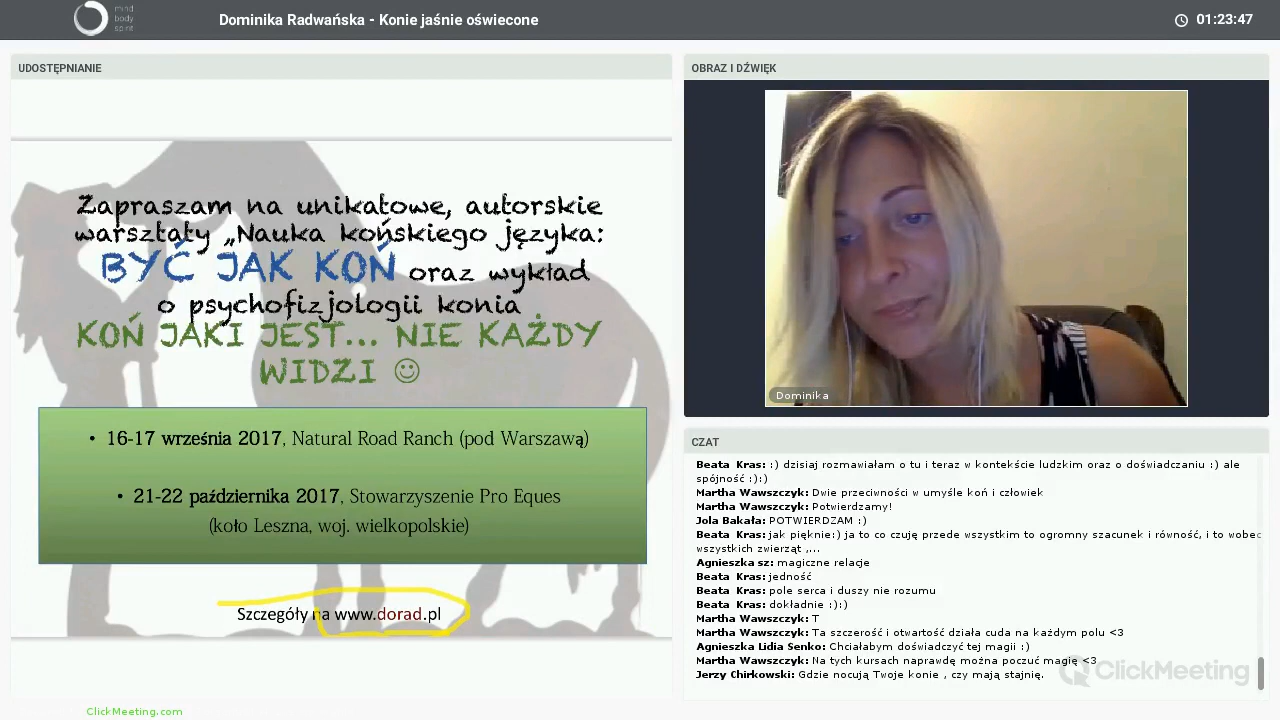 mind
body
spirit
Dominika Radwańska - Konie jaśnie oświecone
01:23:47
UDOSTĘPNIANIE
Zapraszam na unikatowe, autorskie
warsztaty „Nauka końskiego języka:
BYĆ JAK KOŃ oraz wykład
o psychofizjologii konia
KOŃ JAKI JEST... NIE KAŻDY
WIDZI ☺
• 16-17 września 2017, Natural Road Ranch (pod Warszawą)
• 21-22 października 2017, Stowarzyszenie Pro Eques
(koło Leszna, woj. wielkopolskie)
Szczegóły na www.dorad.pl
ClickMeeting.com
OBRAZ I DŹWIĘK
Dominika
CZAT
Beata Kras: :) dzisiaj rozmawiałam o tu i teraz w kontekście ludzkim oraz o doświadczaniu :) ale
spójność :):)
Martha Wawszczyk: Dwie przeciwności w umyśle koń i człowiek
Martha Wawszczyk: Potwierdzamy!
Jola Bakała: POTWIERDZAM :)
Beata Kras: jak pięknie:) ja to co czuję przede wszystkim to ogromny szacunek i równość, i to wobec
wszystkich zwierząt ,...
Agnieszka sz: magiczne relacje
Beata Kras: jedność
Beata Kras: pole serca i duszy nie rozumu
Beata Kras: dokładnie :):)
Martha Wawszczyk: T
Martha Wawszczyk: Ta szczerość i otwartość działa cuda na każdym polu <3
Agnieszka Lidia Senko: Chciałabym doświadczyć tej magii :)
Martha Wawszczyk: Na tych kursach naprawdę można poczuć magię <3
Jerzy Chirkowski: Gdzie nocują Twoje konie , czy mają stajnię.
ClickMeeting